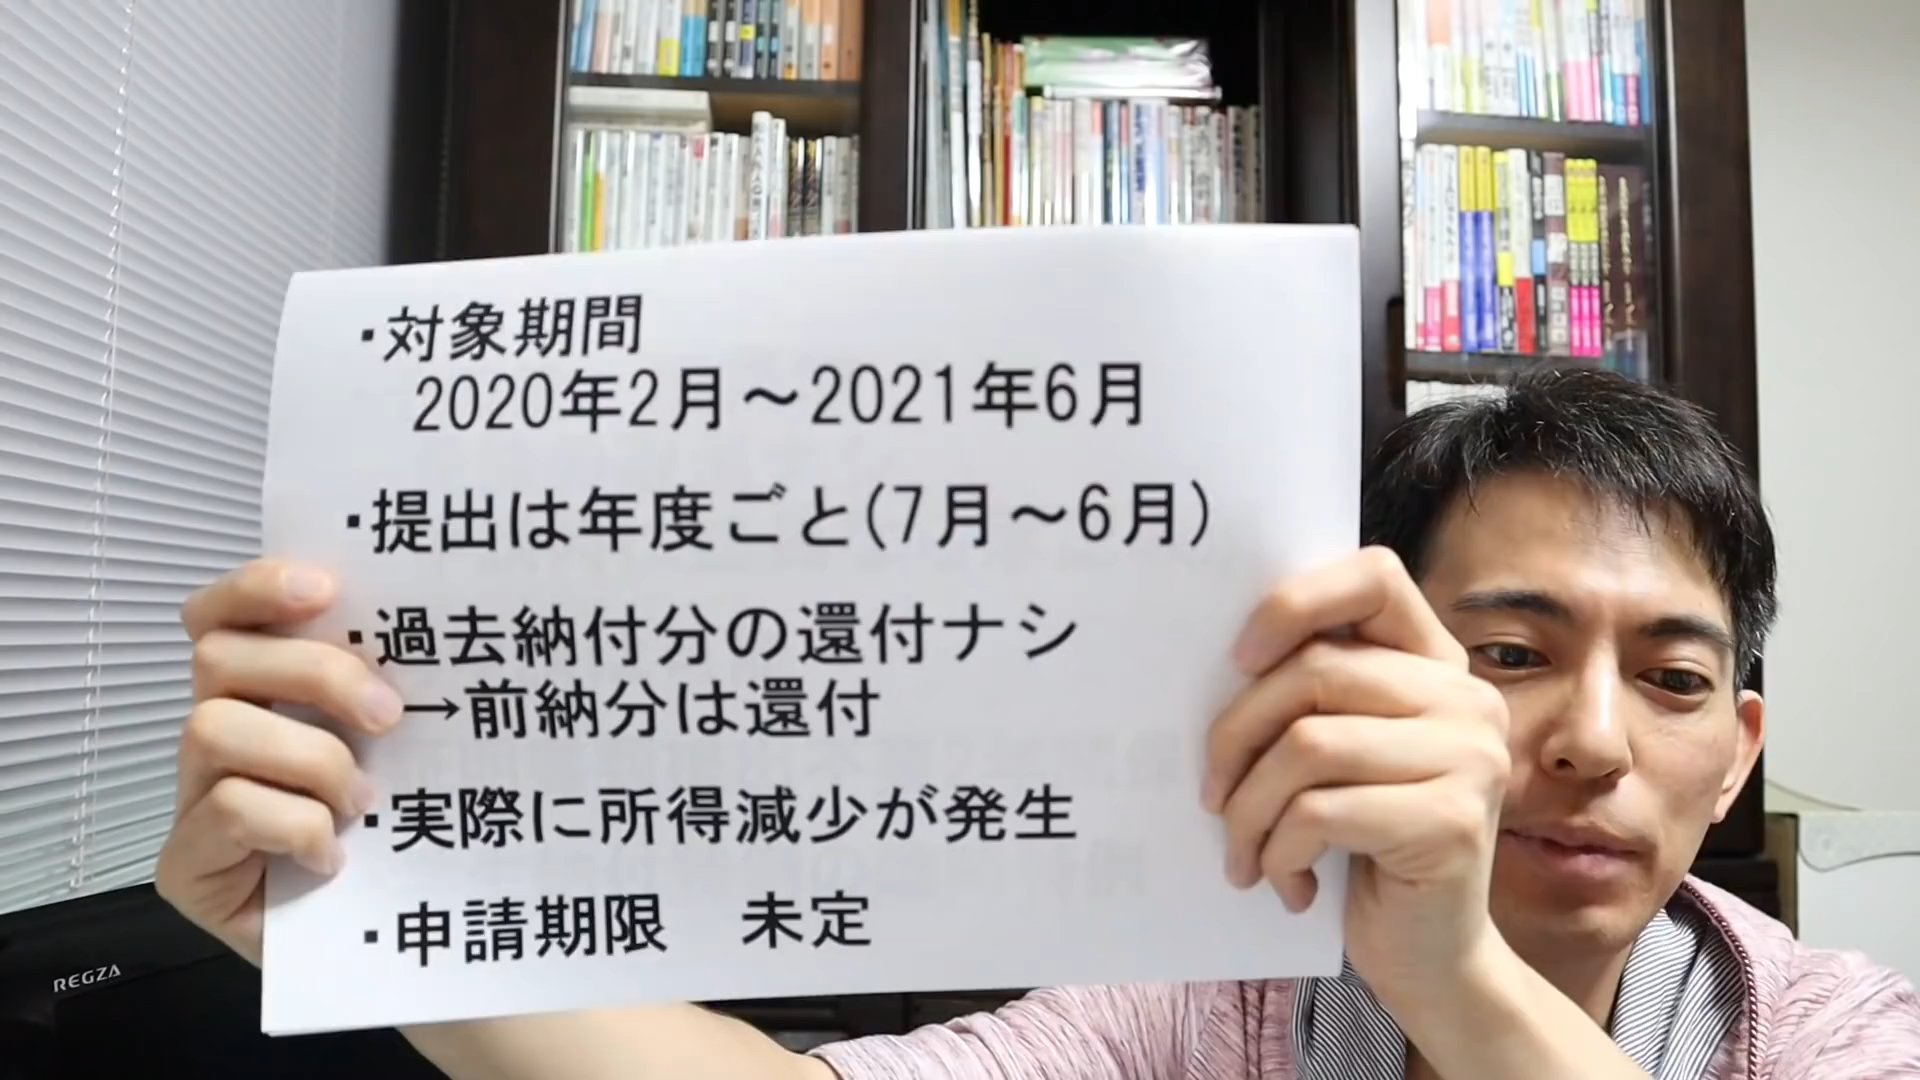 ・対象期間
2020年2月～2021年6月
・提出は年度ごと(7月～6月)
・過去納付分の還付ナシ
→前納分は還付
・実際に所得減少が発生
・申請期限　未定
REGZA